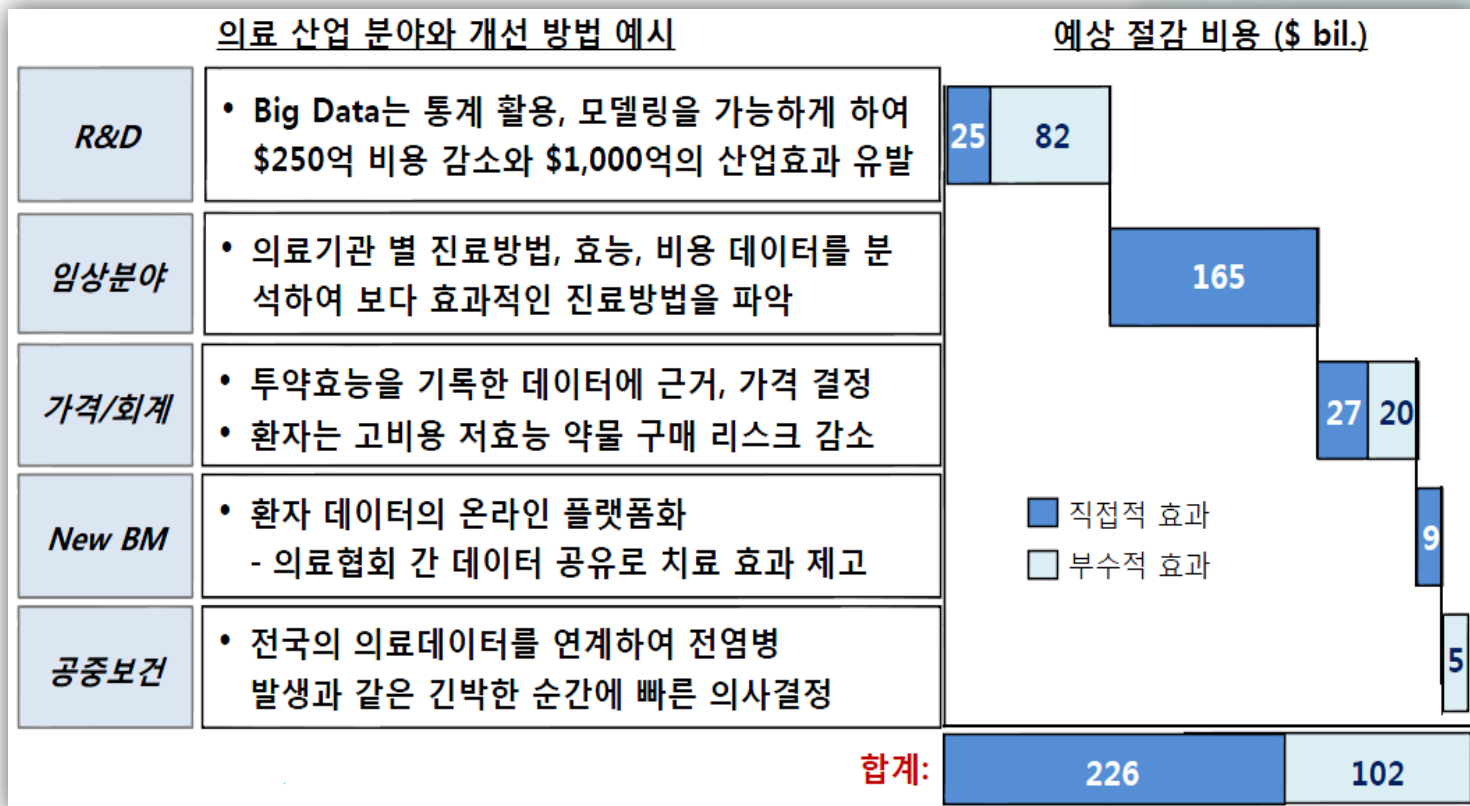 의료 산업 분야와 개선 방법 예시
예상 절감 비용 ($ bil.)
R&D
• Big Data는 통계 활용, 모델링을 가능하게 하여
$250억 비용 감소와 $1,000억의 산업효과 유발
25
82
임상분야
• 의료기관 별 진료방법, 효능, 비용 데이터를 분
석하여 보다 효과적인 진료방법을 파악
165
가격/회계
• 투약효능을 기록한 데이터에 근거, 가격 결정
• 환자는 고비용 저효능 약물 구매 리스크 감소
27
20
New BM
• 환자 데이터의 온라인 플랫폼화
- 의료협회 간 데이터 공유로 치료 효과 제고
직접적 효과
부수적 효과
9
공중보건
• 전국의 의료데이터를 연계하여 전염병
발생과 같은 긴박한 순간에 빠른 의사결정
5
합계:
226
102